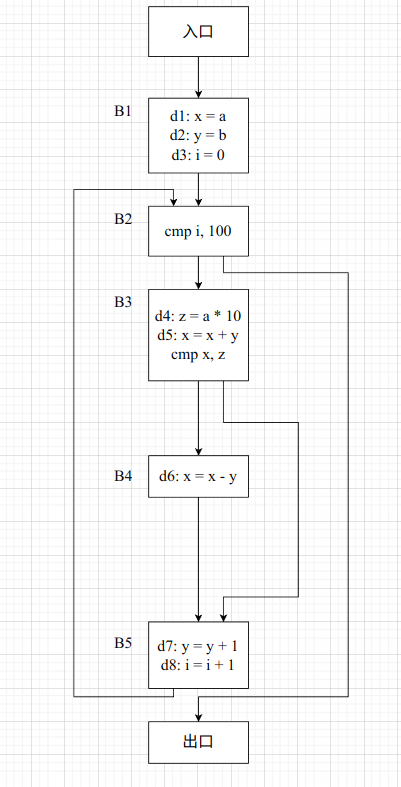 入口
B1
d1: x = a
d2: y = b
d3: i = 0
B2
cmp i, 100
B3
d4: z = a * 10
d5: x = x + y
cmp x, z
B4
d6: x = x - y
B5
d7: y = y + 1
d8: i = i + 1
出口